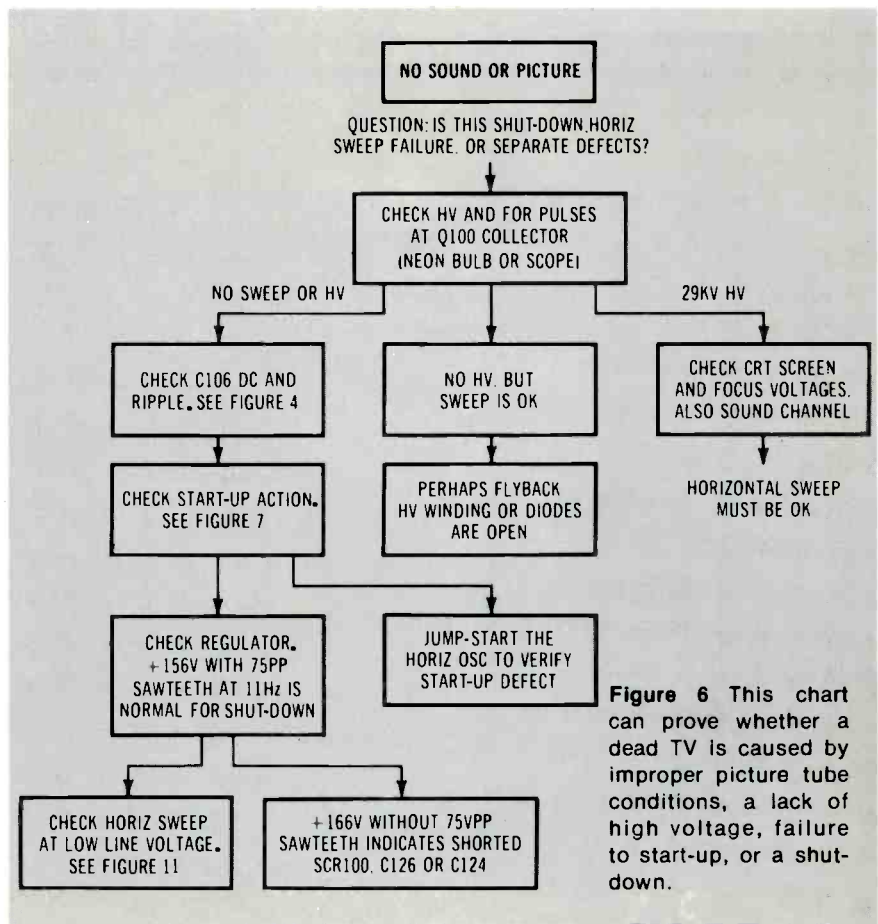 NO SOUND OR PICTURE
QUESTION: IS THIS SHUT-DOWN, HORIZ
SWEEP FAILURE. OR SEPARATE DEFECTS?
CHECK HV AND FOR PULSES
AT Q100 COLLECTOR
(NEON BULB OR SCOPE)
NO SWEEP OR HV
29KV HV
CHECK C106 DC AND
RIPPLE. SEE FIGURE 4
NO HV. BUT
SWEEP IS OK
CHECK CRT SCREEN
AND FOCUS VOLTAGES.
ALSO SOUND CHANNEL
CHECK START-UP ACTION.
SEE FIGURE 7
PERHAPS FLYBACK
HV WINDING OR DIODES
ARE OPEN
HORIZONTAL SWEEP
MUST BE OK
CHECK REGULATOR.
+156V WITH 75PP
SAWTEETH AT 11Hz IS
NORMAL FOR SHUT-DOWN
JUMP-START THE
HORIZ OSC TO VERIFY
START-UP DEFECT
CHECK HORIZ SWEEP
AT LOW LINE VOLTAGE.
SEE FIGURE 11
+166V WITHOUT 75VPP
SAWTEETH INDICATES SHORTED
SCR100, C126 OR C124
Figure 6 This chart
can prove whether a
dead TV is caused by
improper picture tube
conditions, a lack of
high voltage, failure
to start-up, or a shut-
down.